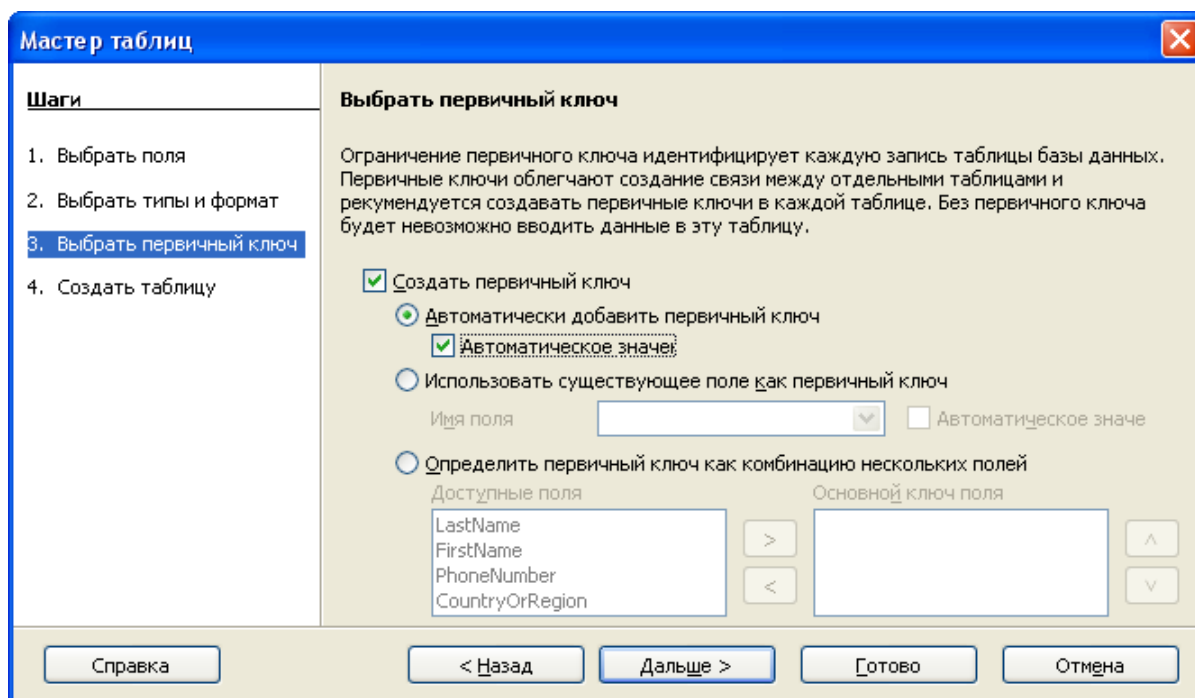 Мастер таблиц
Шаги
1. Выбрать поля
2. Выбрать типы и формат
3. Выбрать первичный ключ
4. Создать таблицу
Выбрать первичный ключ
Ограничение первичного ключа идентифицирует каждую запись таблицы базы данных.
Первичные ключи облегчают создание связи между отдельными таблицами и
рекумендуется создавать первичные ключи в каждой таблице. Без первичного ключа
будет невозможно вводить данные в эту таблицу.
Создать первичный ключ
Автоматически добавить первичный ключ
Автоматическое значе
Использовать существующее поле как первичный ключ
Имя поля
Автоматическое значе
Определить первичный ключ как комбинацию нескольких полей
Доступные поля
Основной ключ поля
LastName
FirstName
PhoneNumber
CountryOrRegion
>
<
^
v
Справка
< Назад
Дальше >
Готово
Отмена